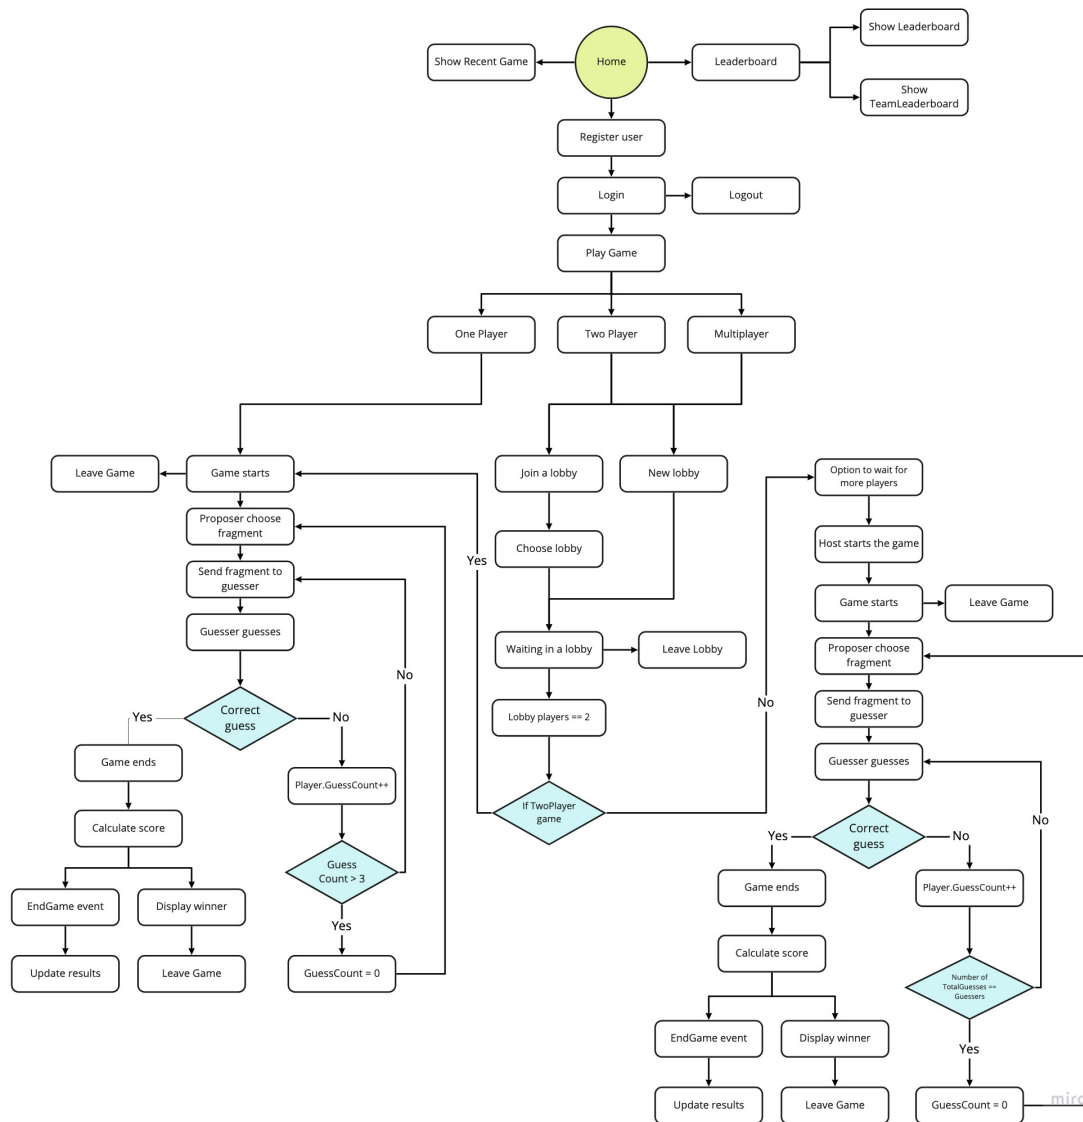 Show Recent Game
Home
Leaderboard
Show Leaderboard
Show
TeamLeaderboard
Register user
Login
Logout
Play Game
One Player
Two Player
Multiplayer
Leave Game
Game starts
Proposer choose
fragment
Send fragment to
guesser
Guesser guesses
Correct
guess
Yes
No
No
Game ends
Calculate score
EndGame event
Display winner
Update results
Leave Game
Player.GuessCount++
Guess
Count > 3
Yes
GuessCount = 0
Join a lobby
New lobby
Choose lobby
Yes
Waiting in a lobby
Leave Lobby
Lobby players == 2
If TwoPlayer
game
No
Option to wait for
more players
Host starts the game
Game starts
Leave Game
Proposer choose
fragment
Send fragment to
guesser
Guesser guesses
Correct
guess
Yes
No
No
Game ends
Calculate score
EndGame event
Display winner
Update results
Leave Game
Player.GuessCount++
Number of
TotalGuesses ==
Guessers
Yes
GuessCount = 0